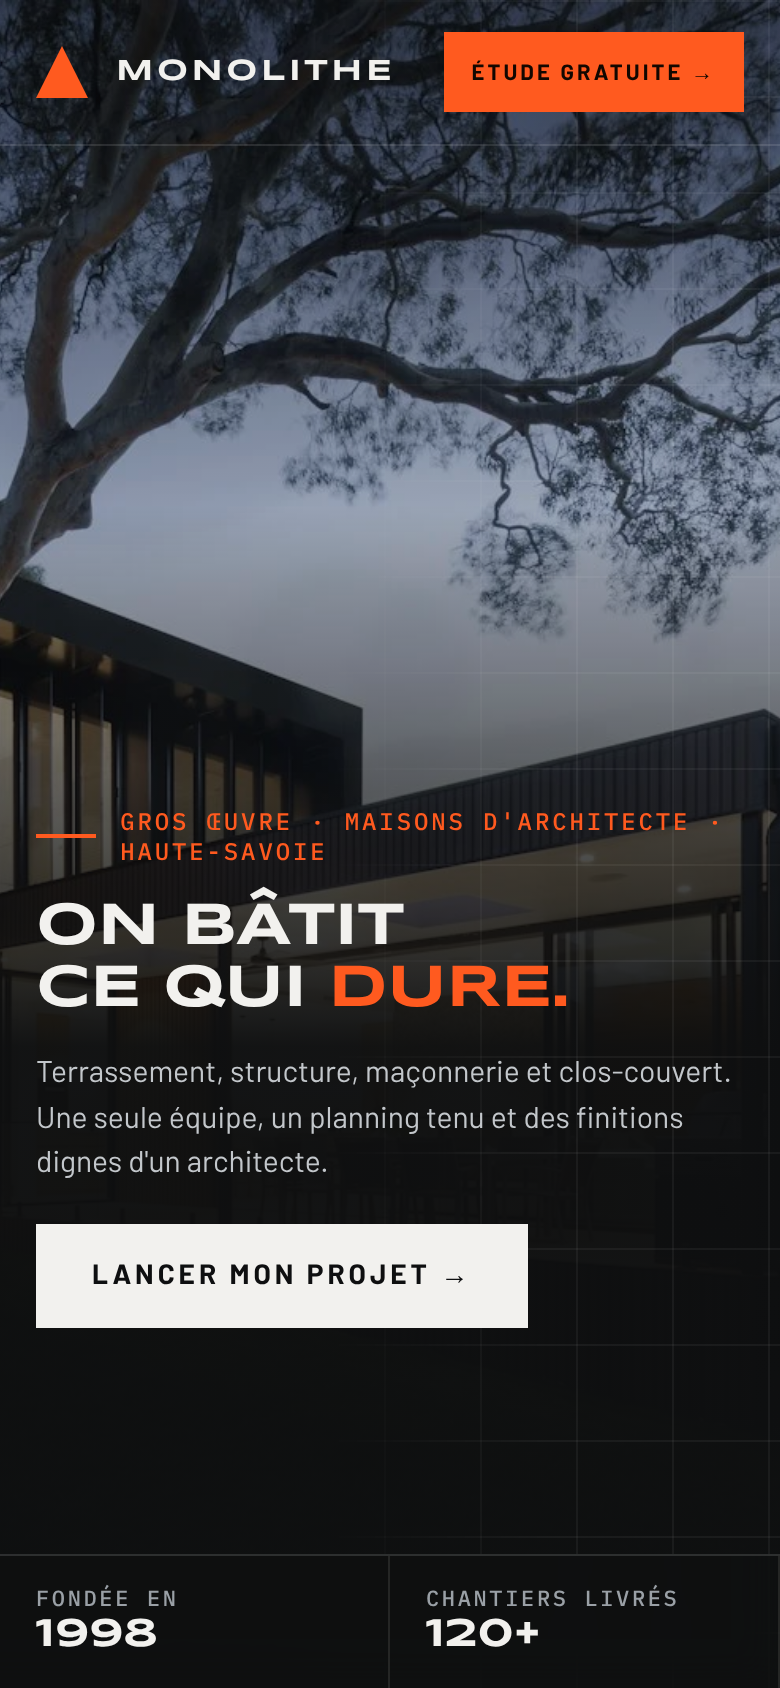 MONOLITHE
ÉTUDE GRATUITE →
GROS ŒUVRE · MAISONS D'ARCHITECTE ·
HAUTE-SAVOIE
ON BÂTIT
CE QUI DURE.
Terrassement, structure, maçonnerie et clos-couvert.
Une seule équipe, un planning tenu et des finitions
dignes d'un architecte.
LANCER MON PROJET →
FONDÉE EN
1998
CHANTIERS LIVRÉS
120+